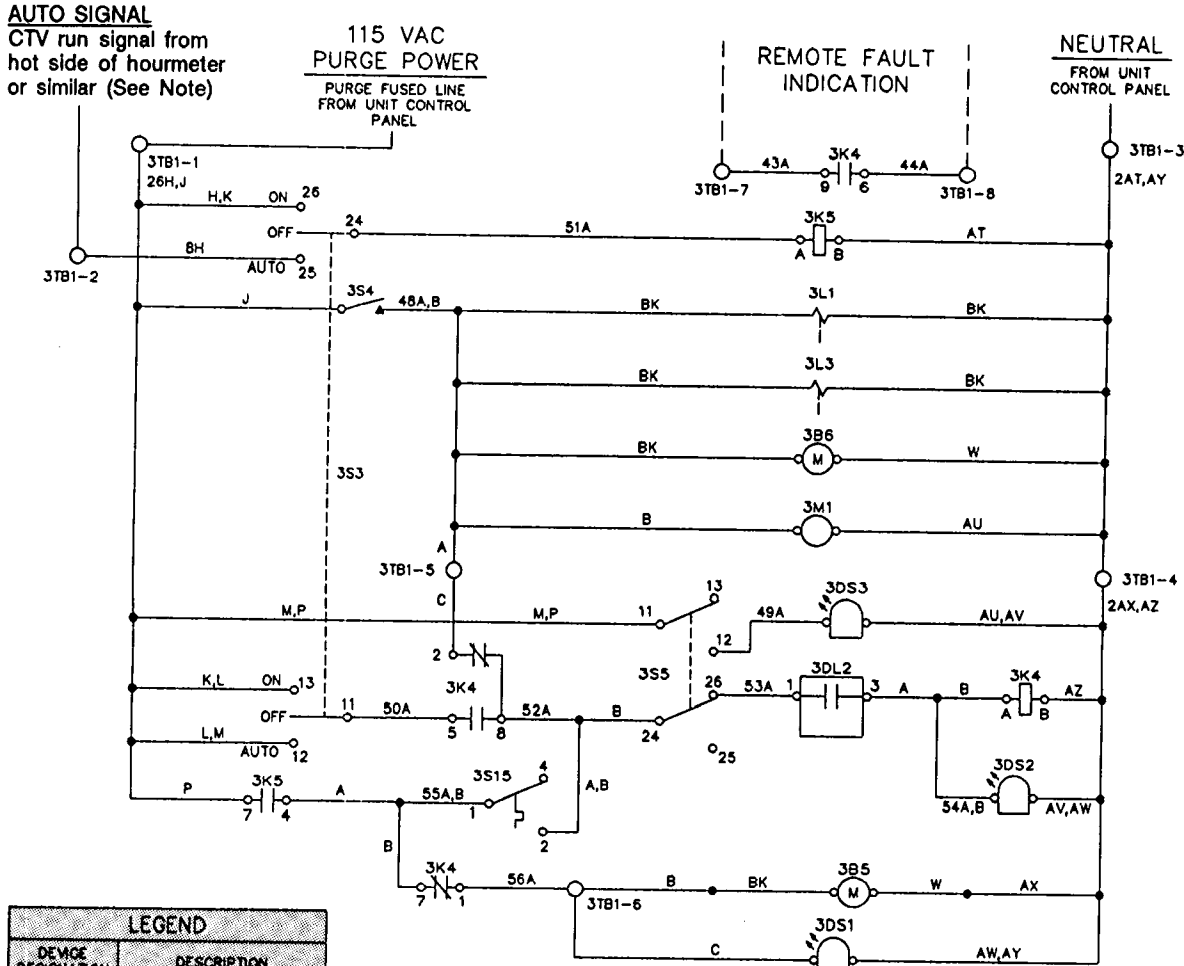 AUTO SIGNAL
CTV run signal from
hot side of hourmeter
or similar (See Note)
115 VAC
PURGE POWER
PURGE FUSED LINE
FROM UNIT CONTROL
PANEL
REMOTE FAULT
INDICATION
NEUTRAL
FROM UNIT
CONTROL PANEL
3TB1-1
26H,J
3TB1-3
2AT,AY
43A
3K4
44A
3TB1-7
9
6
3TB1-8
H,K
ON
26
OFF
24
51A
3K5
A
B
AT
3TB1-2
8H
AUTO
25
J
3S4
48A,B
BK
3L1
BK
BK
3L3
BK
3S3
BK
3B6
M
W
B
3M1
AU
A
3TB1-5
C
3TB1-4
2AX,AZ
M,P
M,P
11
13
12
49A
3DS3
AU,AV
2
3K4
3S5
K,L
ON
13
OFF
11
50A
5
8
52A
B
24
26
25
53A
1
3DL2
3
A
B
3K4
A
B
AZ
L,M
AUTO
12
P
3K5
7
4
A
55A,B
3S15
1
4
2
A,B
3DS2
54A,B
AV,AW
B
3K4
7
1
56A
3TB1-6
B
BK
3B5
M
W
AX
C
3DS1
AW,AY
LEGEND
DEVICE
DESCRIPTION